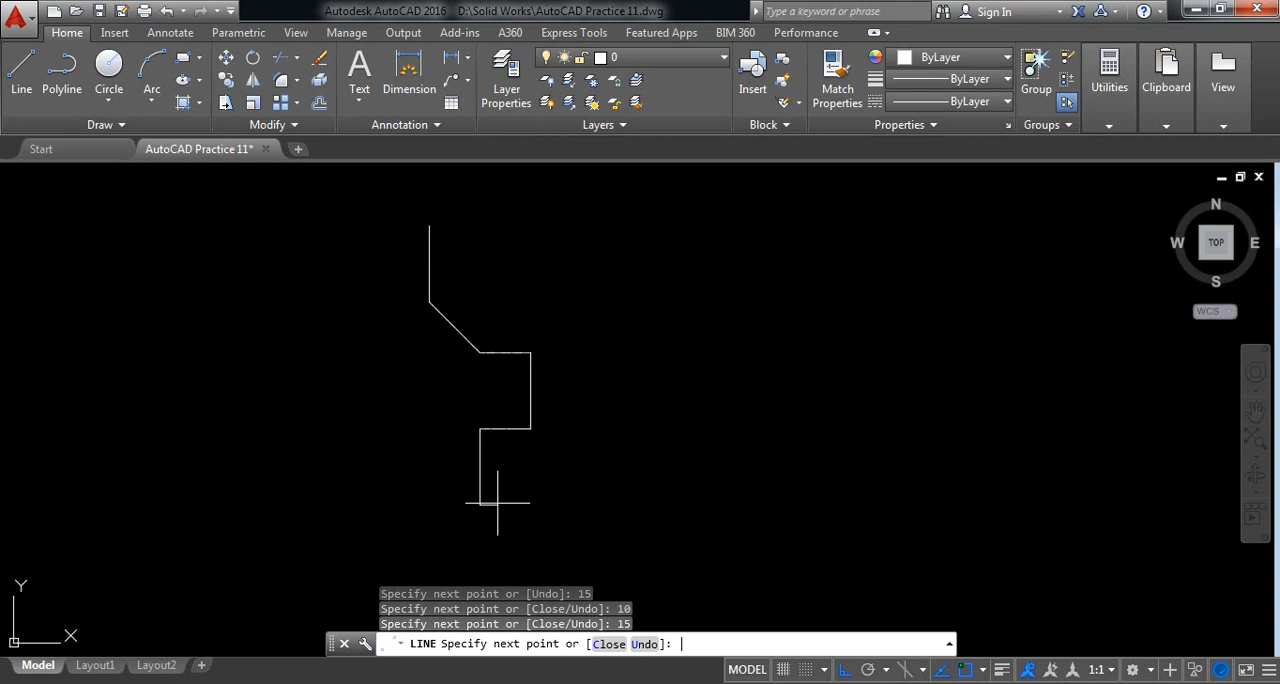 Autodesk AutoCAD 2016 D:\Solid Works\AutoCAD Practice 11.dwg
Type a keyword or phrase
Sign In
Home Insert Annotate Parametric View Manage Output Add-ins A360 Express Tools Featured Apps BIM 360 Performance
0
ByLayer
ByLayer
ByLayer
Line Polyline Circle Arc Text Dimension Layer Properties Insert Match Properties Group Utilities Clipboard View
Draw Modify Annotation Layers Block Properties Groups
Start AutoCAD Practice 11*
N
W TOP E
S
WCS
Specify next point or [Undo]: 15
Specify next point or [Close/Undo]: 10
Specify next point or [Close/Undo]: 15
Y
X
LINE Specify next point or [Close Undo]:
Model Layout1 Layout2 MODEL 1:1